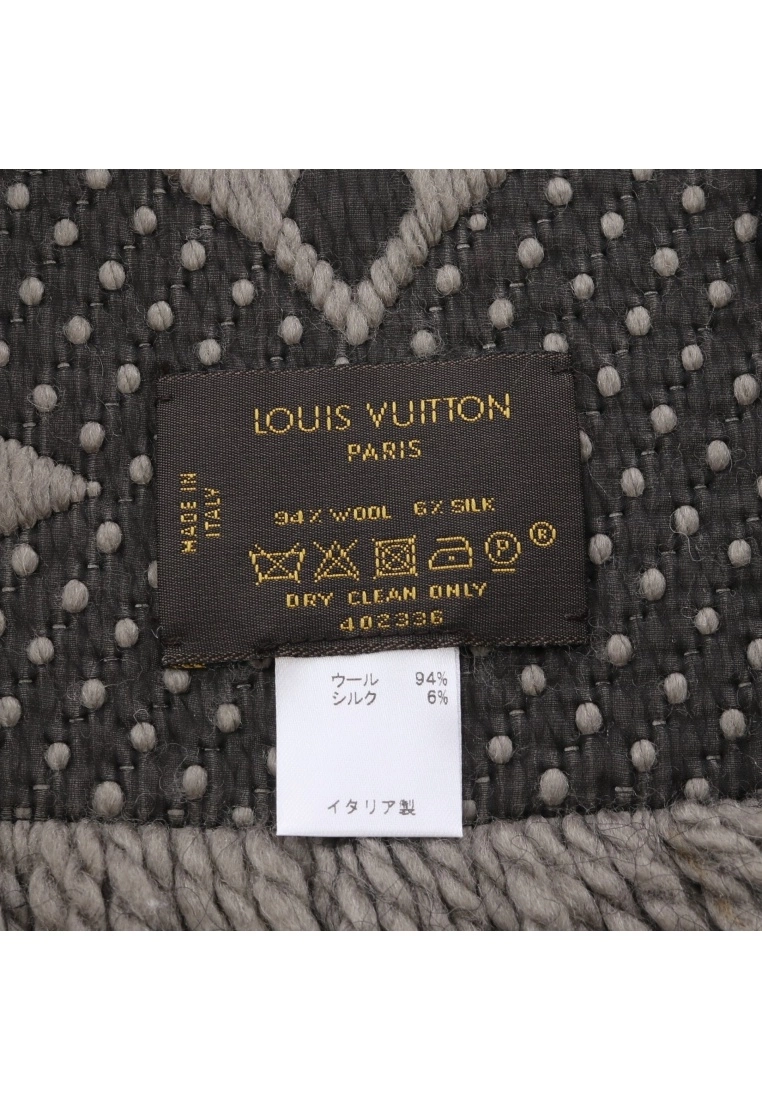 LOUIS VUITTON
PARIS
MADE IN
ITALY
94% WOOL 6% SILK
P ®
DRY CLEAN ONLY
402336
ウール 94%
シルク 6%
イタリア製